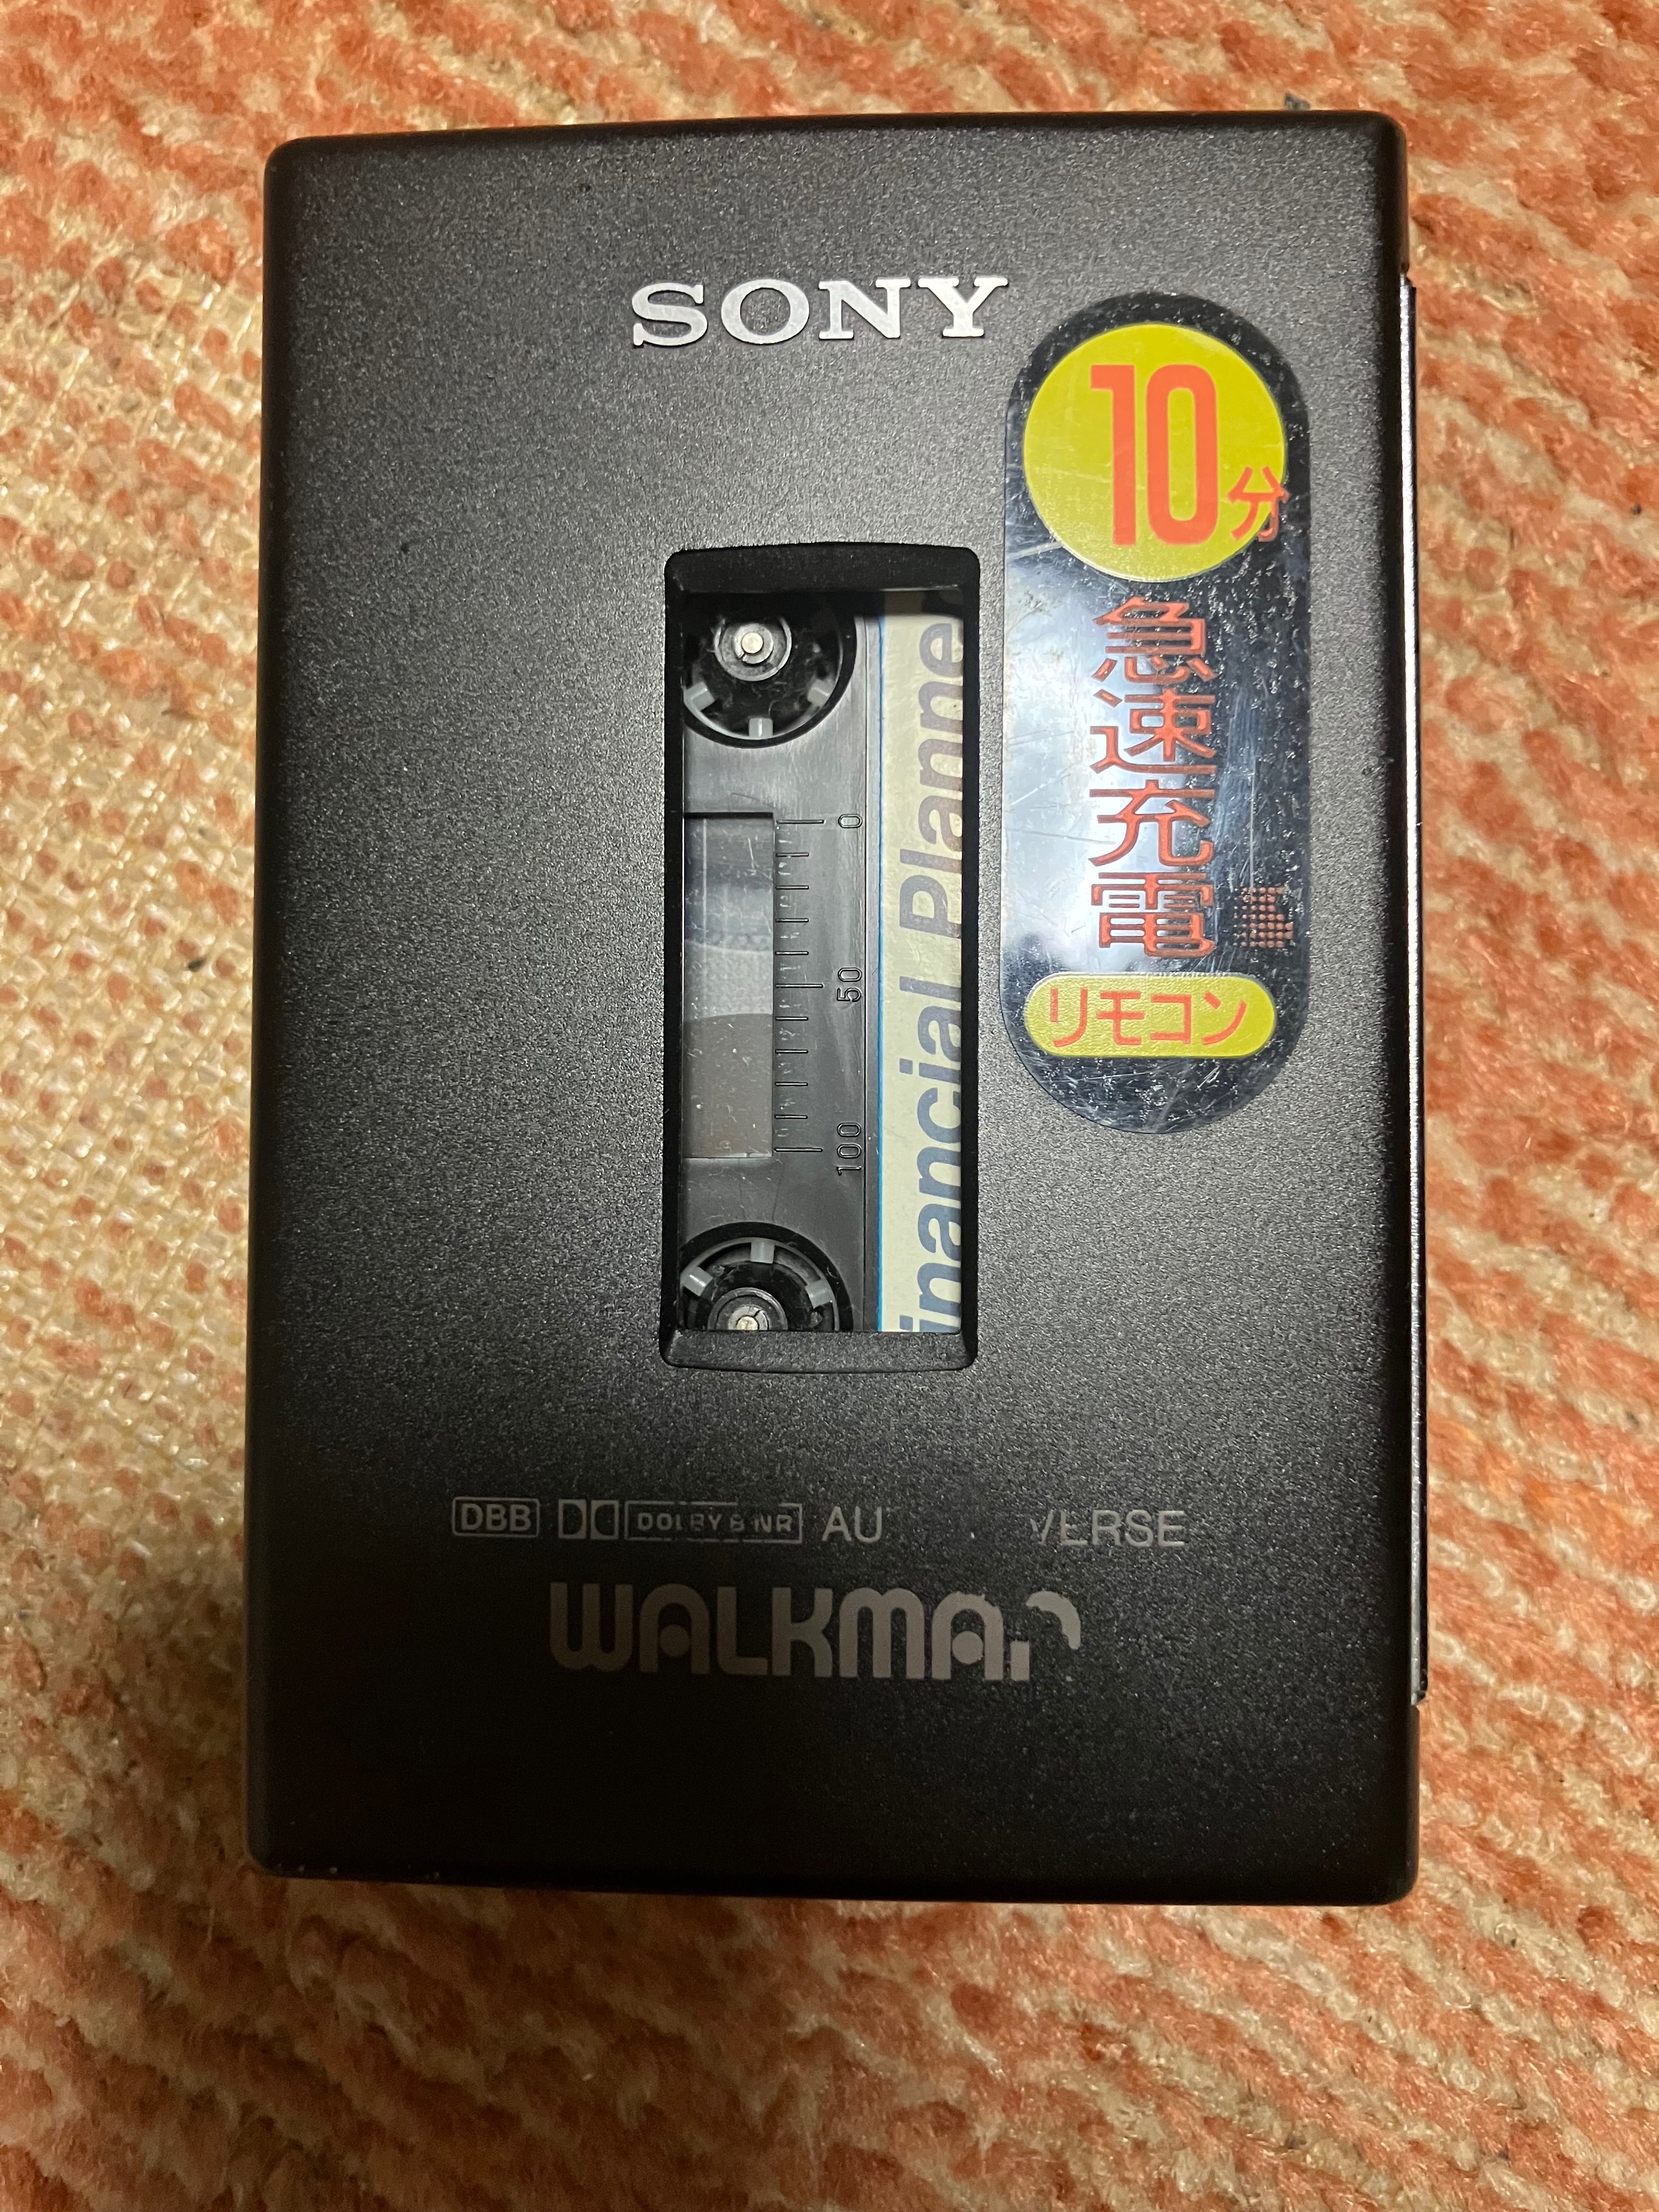 SONY
10分
急速充電
リモコン
0
50
100
inancial Planne
DBB DOLBY B NR AU VERSE
WALKMAN